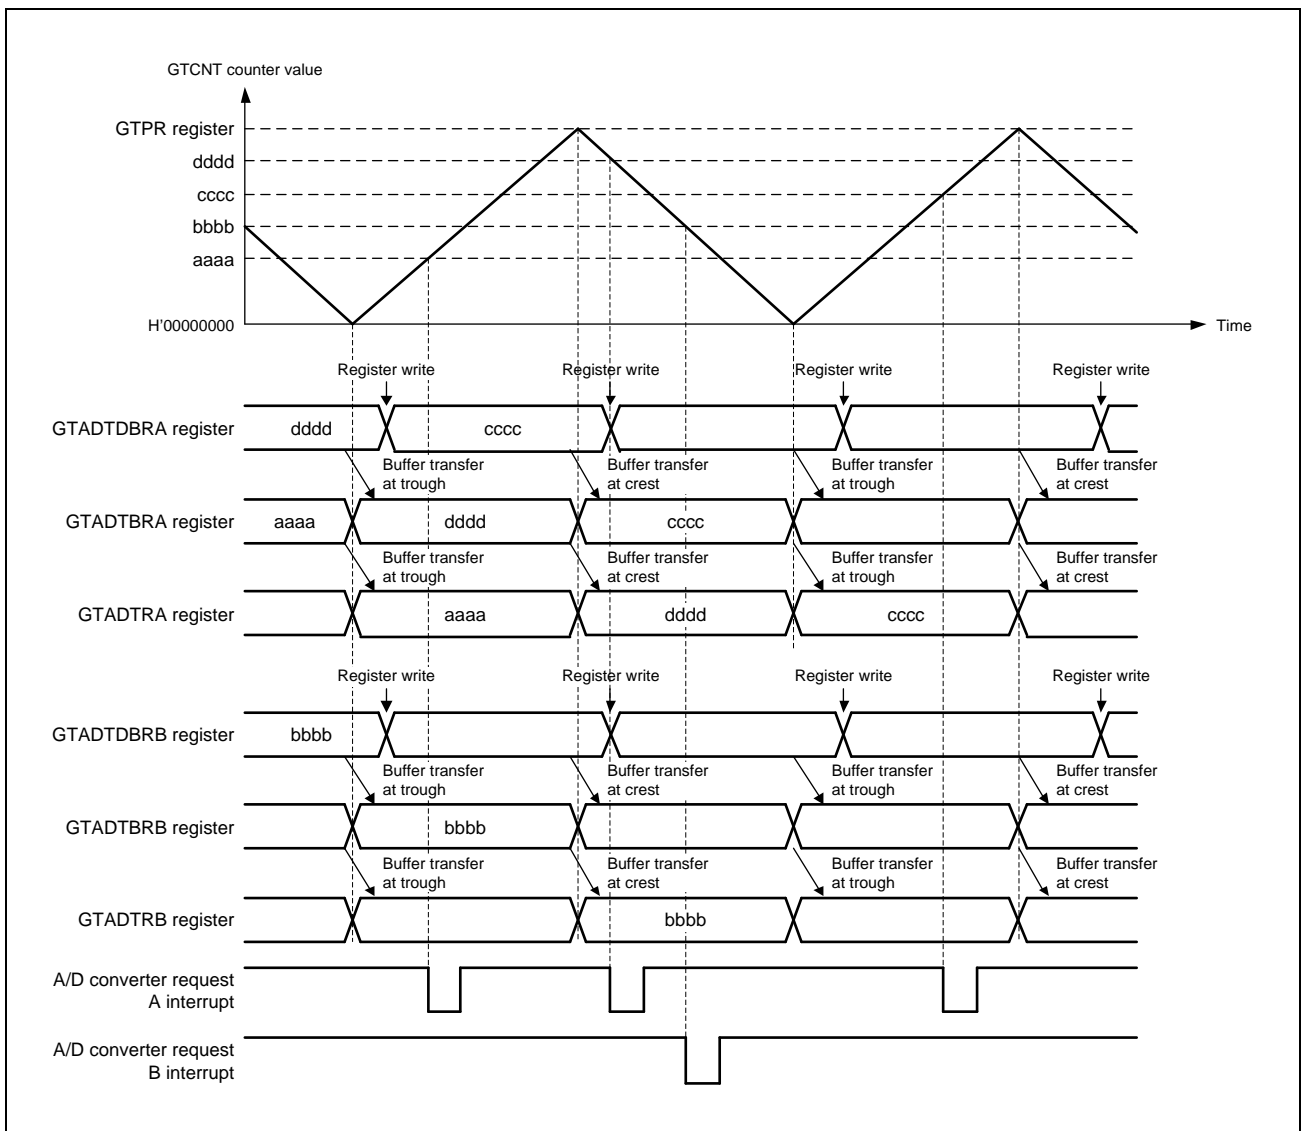 GTCNT counter value
GTPR register
dddd
cccc
bbbb
aaaa
H'00000000
Time
Register write Register write Register write Register write
GTADTDBRA register dddd cccc
Buffer transfer Buffer transfer Buffer transfer Buffer transfer
at trough at crest at trough at crest
GTADTBRA register aaaa dddd cccc
Buffer transfer Buffer transfer Buffer transfer Buffer transfer
at trough at crest at trough at crest
GTADTRA register aaaa dddd cccc
Register write Register write Register write Register write
GTADTDBRB register bbbb
Buffer transfer Buffer transfer Buffer transfer Buffer transfer
at trough at crest at trough at crest
GTADTBRB register bbbb
Buffer transfer Buffer transfer Buffer transfer Buffer transfer
at trough at crest at trough at crest
GTADTRB register bbbb
A/D converter request
A interrupt
A/D converter request
B interrupt